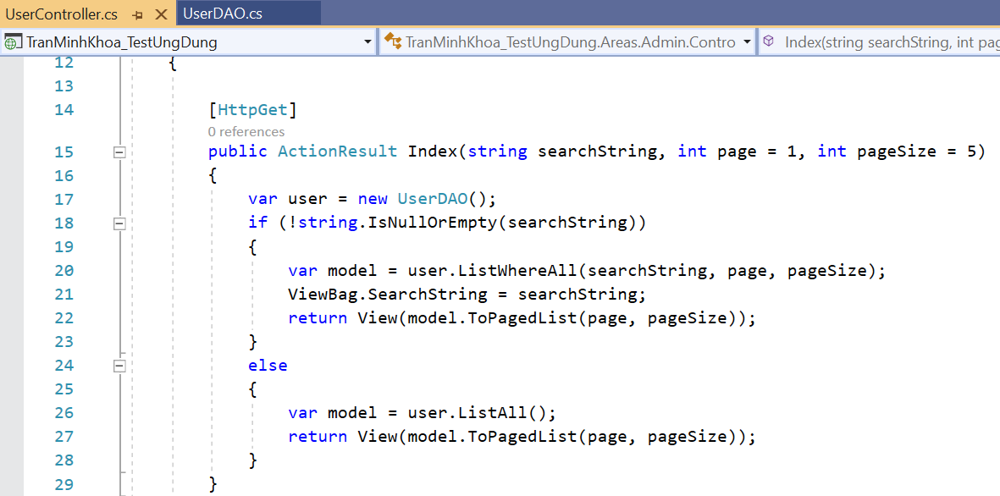 UserController.cs UserDAO.cs
TranMinhKhoa_TestUngDung TranMinhKhoa_TestUngDung.Areas.Admin.Contro Index(string searchString, int pag
12 {
13
14 [HttpGet]
0 references
15 public ActionResult Index(string searchString, int page = 1, int pageSize = 5)
16 {
17 var user = new UserDAO();
18 if (!string.IsNullOrEmpty(searchString))
19 {
20 var model = user.ListWhereAll(searchString, page, pageSize);
21 ViewBag.SearchString = searchString;
22 return View(model.ToPagedList(page, pageSize));
23 }
24 else
25 {
26 var model = user.ListAll();
27 return View(model.ToPagedList(page, pageSize));
28 }
29 }